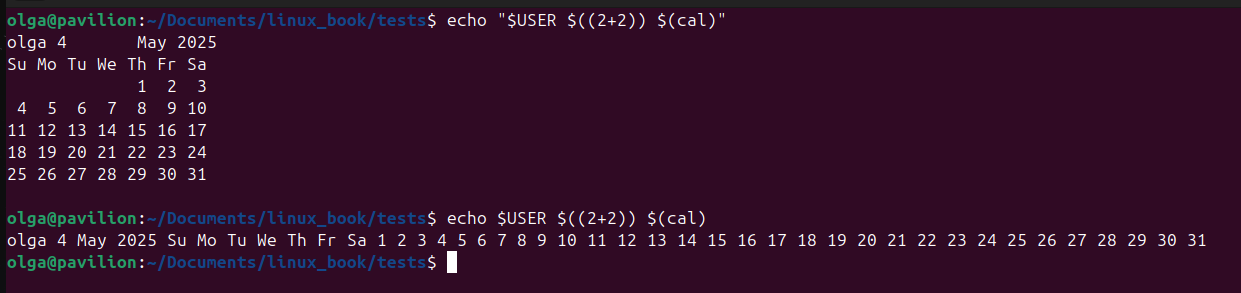 olga@pavilion:~/Documents/linux_book/tests$ echo "$USER $((2+2)) $(cal)"
olga 4       May 2025
Su Mo Tu We Th Fr Sa
             1  2  3
 4  5  6  7  8  9 10
11 12 13 14 15 16 17
18 19 20 21 22 23 24
25 26 27 28 29 30 31
olga@pavilion:~/Documents/linux_book/tests$ echo $USER $((2+2)) $(cal)
olga 4 May 2025 Su Mo Tu We Th Fr Sa 1 2 3 4 5 6 7 8 9 10 11 12 13 14 15 16 17 18 19 20 21 22 23 24 25 26 27 28 29 30 31
olga@pavilion:~/Documents/linux_book/tests$